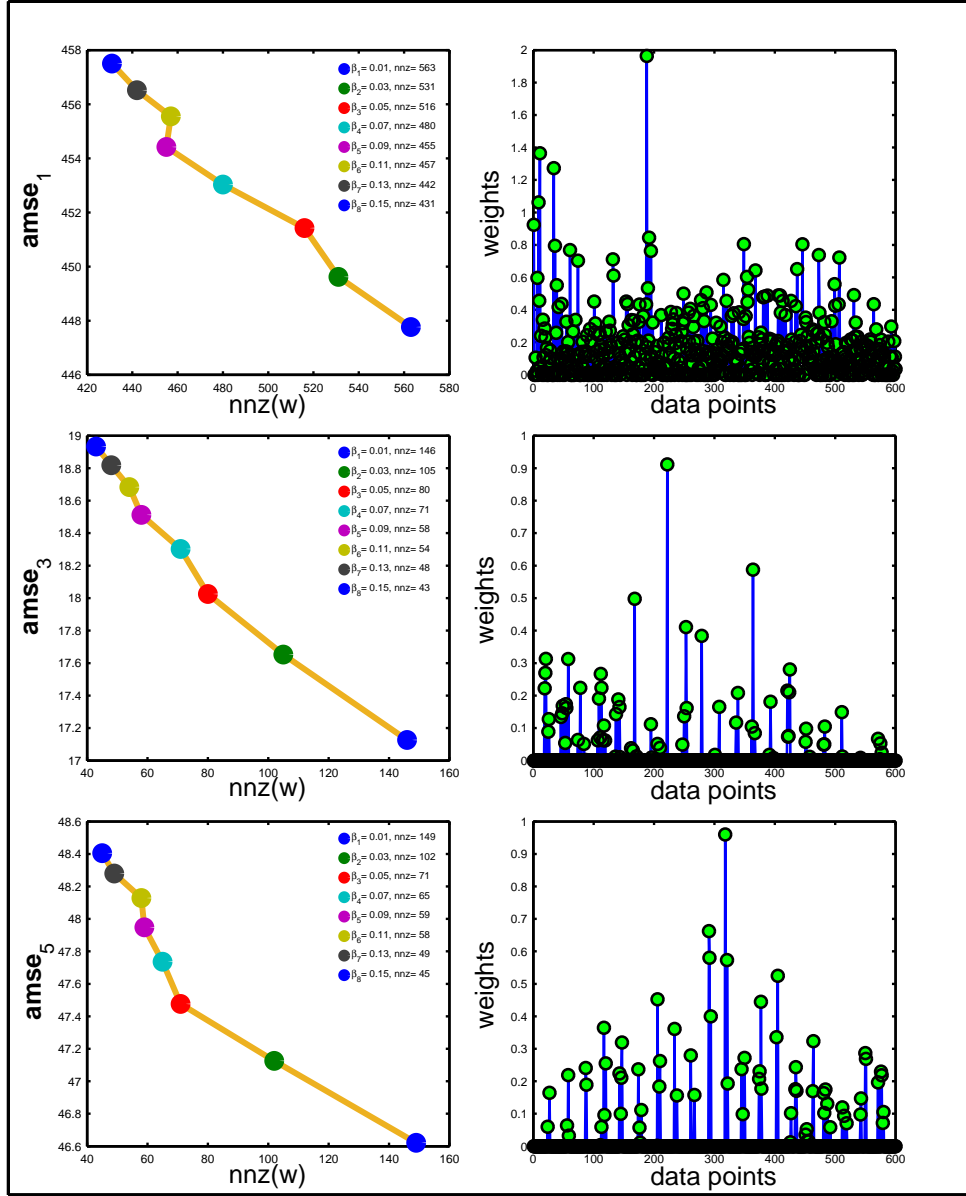 458
456
454
452
450
448
446
amse1
420 440 460 480 500 520 540 560 580
nnz(w)
β1= 0.01, nnz= 563
β2= 0.03, nnz= 531
β3= 0.05, nnz= 516
β4= 0.07, nnz= 480
β5= 0.09, nnz= 455
β6= 0.11, nnz= 457
β7= 0.13, nnz= 442
β8= 0.15, nnz= 431
2
1.8
1.6
1.4
1.2
1
0.8
0.6
0.4
0.2
0
weights
0 100 200 300 400 500 600
data points
19
18.8
18.6
18.4
18.2
18
17.8
17.6
17.4
17.2
17
amse3
40 60 80 100 120 140 160
nnz(w)
β1= 0.01, nnz= 146
β2= 0.03, nnz= 105
β3= 0.05, nnz= 80
β4= 0.07, nnz= 71
β5= 0.09, nnz= 58
β6= 0.11, nnz= 54
β7= 0.13, nnz= 48
β8= 0.15, nnz= 43
1
0.9
0.8
0.7
0.6
0.5
0.4
0.3
0.2
0.1
0
weights
0 100 200 300 400 500 600
data points
48.6
48.4
48.2
48
47.8
47.6
47.4
47.2
47
46.8
46.6
amse5
40 60 80 100 120 140 160
nnz(w)
β1= 0.01, nnz= 149
β2= 0.03, nnz= 102
β3= 0.05, nnz= 71
β4= 0.07, nnz= 65
β5= 0.09, nnz= 59
β6= 0.11, nnz= 58
β7= 0.13, nnz= 49
β8= 0.15, nnz= 45
1
0.9
0.8
0.7
0.6
0.5
0.4
0.3
0.2
0.1
0
weights
0 100 200 300 400 500 600
data points